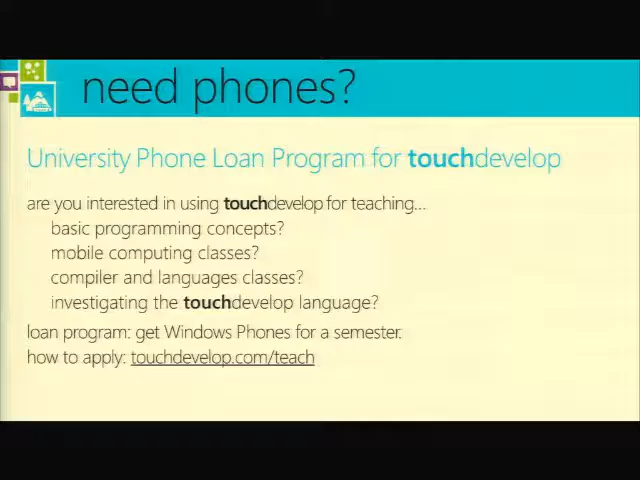 need phones?
University Phone Loan Program for touchdevelop
are you interested in using touchdevelop for teaching...
basic programming concepts?
mobile computing classes?
compiler and languages classes?
investigating the touchdevelop language?
loan program: get Windows Phones for a semester.
how to apply: touchdevelop.com/teach